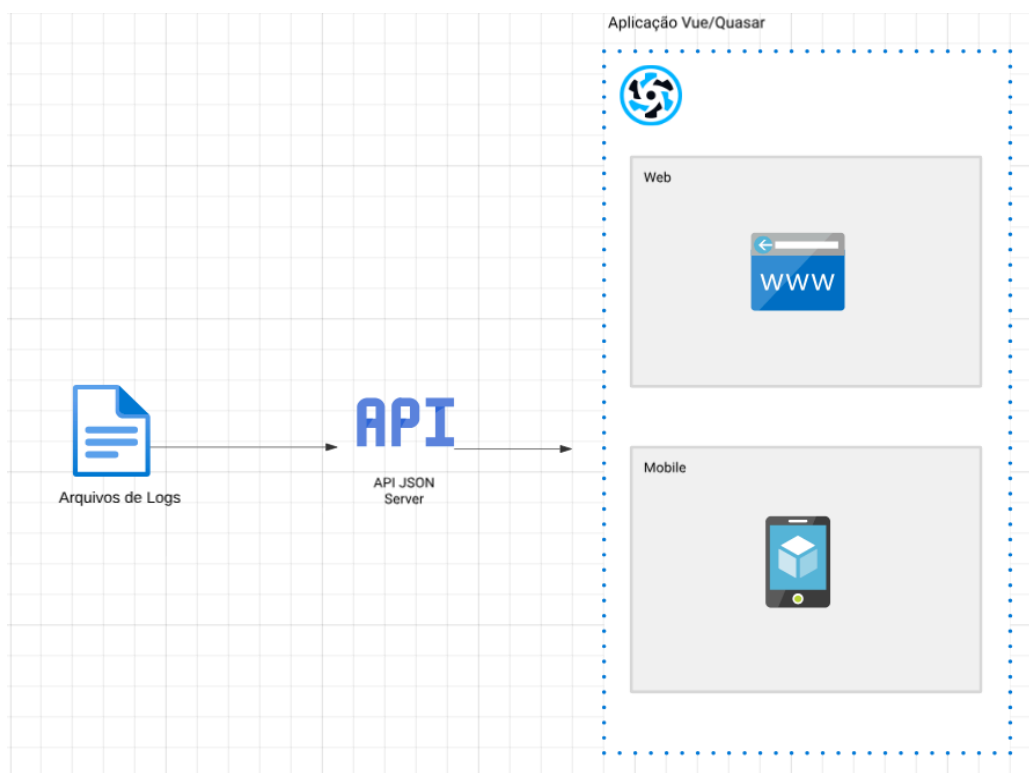 Aplicação Vue/Quasar
Web
WWW
API
API JSON
Server
Arquivos de Logs
Mobile